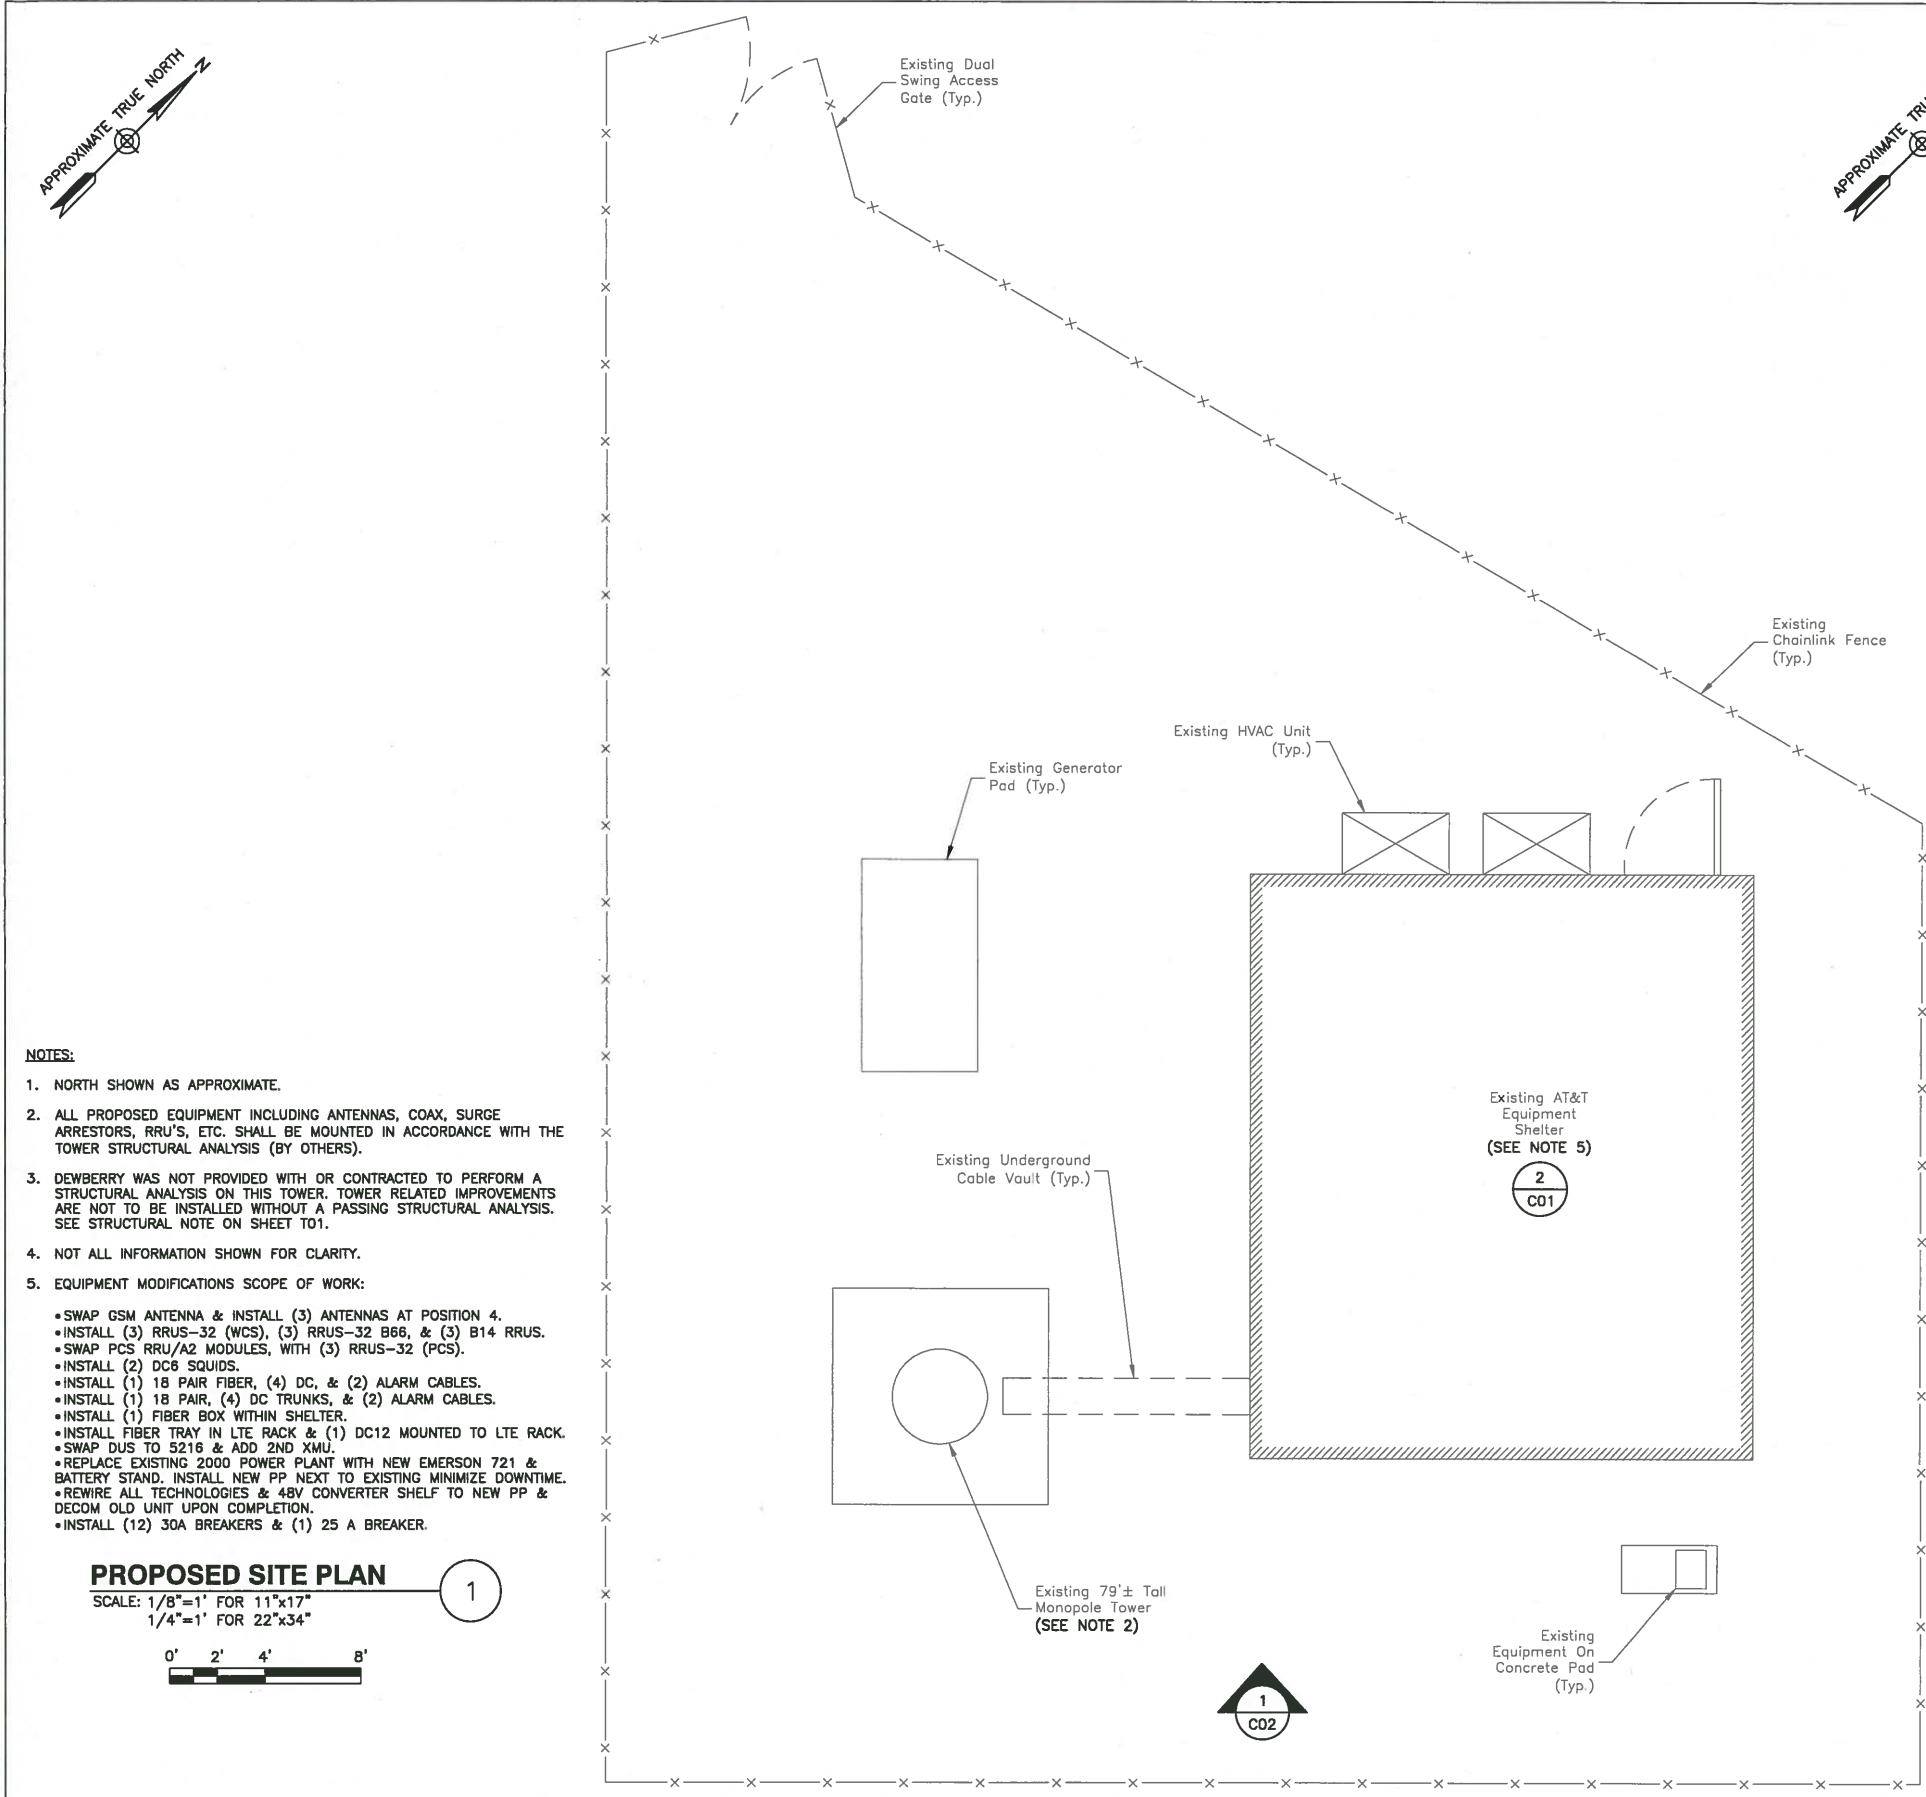 APPROXIMATE TRUE NORTH
N
Existing Dual
Swing Access
Gate (Typ.)
APPROXIMATE
Existing
Chainlink Fence
(Typ.)
Existing HVAC Unit
(Typ.)
Existing Generator
Pad (Typ.)
Existing AT&T
Equipment
Shelter
(SEE NOTE 5)
2
C01
Existing Underground
Cable Vault (Typ.)
Existing 79'± Tall
Monopole Tower
(SEE NOTE 2)
Existing
Equipment On
Concrete Pad
(Typ.)
1
C02
NOTES:
1. NORTH SHOWN AS APPROXIMATE.
2. ALL PROPOSED EQUIPMENT INCLUDING ANTENNAS, COAX, SURGE
ARRESTORS, RRU'S, ETC. SHALL BE MOUNTED IN ACCORDANCE WITH THE
TOWER STRUCTURAL ANALYSIS (BY OTHERS).
3. DEWBERRY WAS NOT PROVIDED WITH OR CONTRACTED TO PERFORM A
STRUCTURAL ANALYSIS ON THIS TOWER. TOWER RELATED IMPROVEMENTS
ARE NOT TO BE INSTALLED WITHOUT A PASSING STRUCTURAL ANALYSIS.
SEE STRUCTURAL NOTE ON SHEET T01.
4. NOT ALL INFORMATION SHOWN FOR CLARITY.
5. EQUIPMENT MODIFICATIONS SCOPE OF WORK:
•SWAP GSM ANTENNA & INSTALL (3) ANTENNAS AT POSITION 4.
•INSTALL (3) RRUS-32 (WCS), (3) RRUS-32 B66, & (3) B14 RRUS.
•SWAP PCS RRU/A2 MODULES, WITH (3) RRUS-32 (PCS).
•INSTALL (2) DC6 SQUIDS.
•INSTALL (1) 18 PAIR FIBER, (4) DC, & (2) ALARM CABLES.
•INSTALL (1) 18 PAIR, (4) DC TRUNKS, & (2) ALARM CABLES.
•INSTALL (1) FIBER BOX WITHIN SHELTER.
•INSTALL FIBER TRAY IN LTE RACK & (1) DC12 MOUNTED TO LTE RACK.
•SWAP DUS TO 5216 & ADD 2ND XMU.
•REPLACE EXISTING 2000 POWER PLANT WITH NEW EMERSON 721 &
BATTERY STAND. INSTALL NEW PP NEXT TO EXISTING MINIMIZE DOWNTIME.
•REWIRE ALL TECHNOLOGIES & 48V CONVERTER SHELF TO NEW PP &
DECOM OLD UNIT UPON COMPLETION.
•INSTALL (12) 30A BREAKERS & (1) 25 A BREAKER.
PROPOSED SITE PLAN
1
SCALE: 1/8"=1' FOR 11"x17"
1/4"=1' FOR 22"x34"
0' 2' 4' 8'